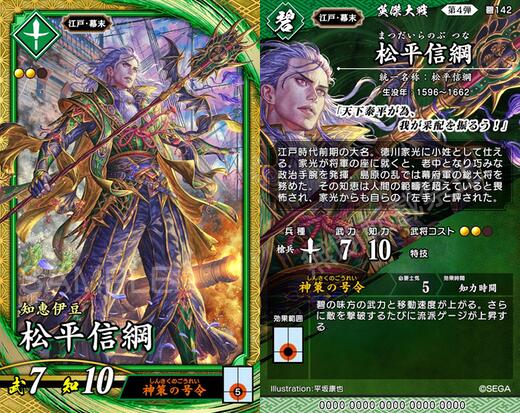 江戸・幕末
知恵伊豆
松平信綱
武7 知10
しんさくのごうれい
神策の号令
5
碧
江戸・幕末
英傑大戦
第4弾
碧142
まつだいらのぶ つな
松平信綱
統一名称：松平信綱
生没年：1596～1662
「天下泰平が為、
我が采配を振るう！」
江戸時代前期の大名。徳川家光に小姓として仕え
る。家光が将軍の座に就くと、老中となり巧みな
政治手腕を発揮。島原の乱では幕府軍の総大将を
務めた。その知恵は人間の範疇を超えていると畏
怖され、家光からも自らの「左手」と評された。
兵種 武力 知力 武将コスト
槍兵 7 10 特技
しんさくのごうれい
神策の号令
必要士気 5
効果時間 知力時間
効果範囲
碧の味方の武力と移動速度が上がる。さら
に敵を撃破するたびに流派ゲージが上昇す
る
Illustration:平坂康也
©SEGA
0000-0000-0000-0000-0000